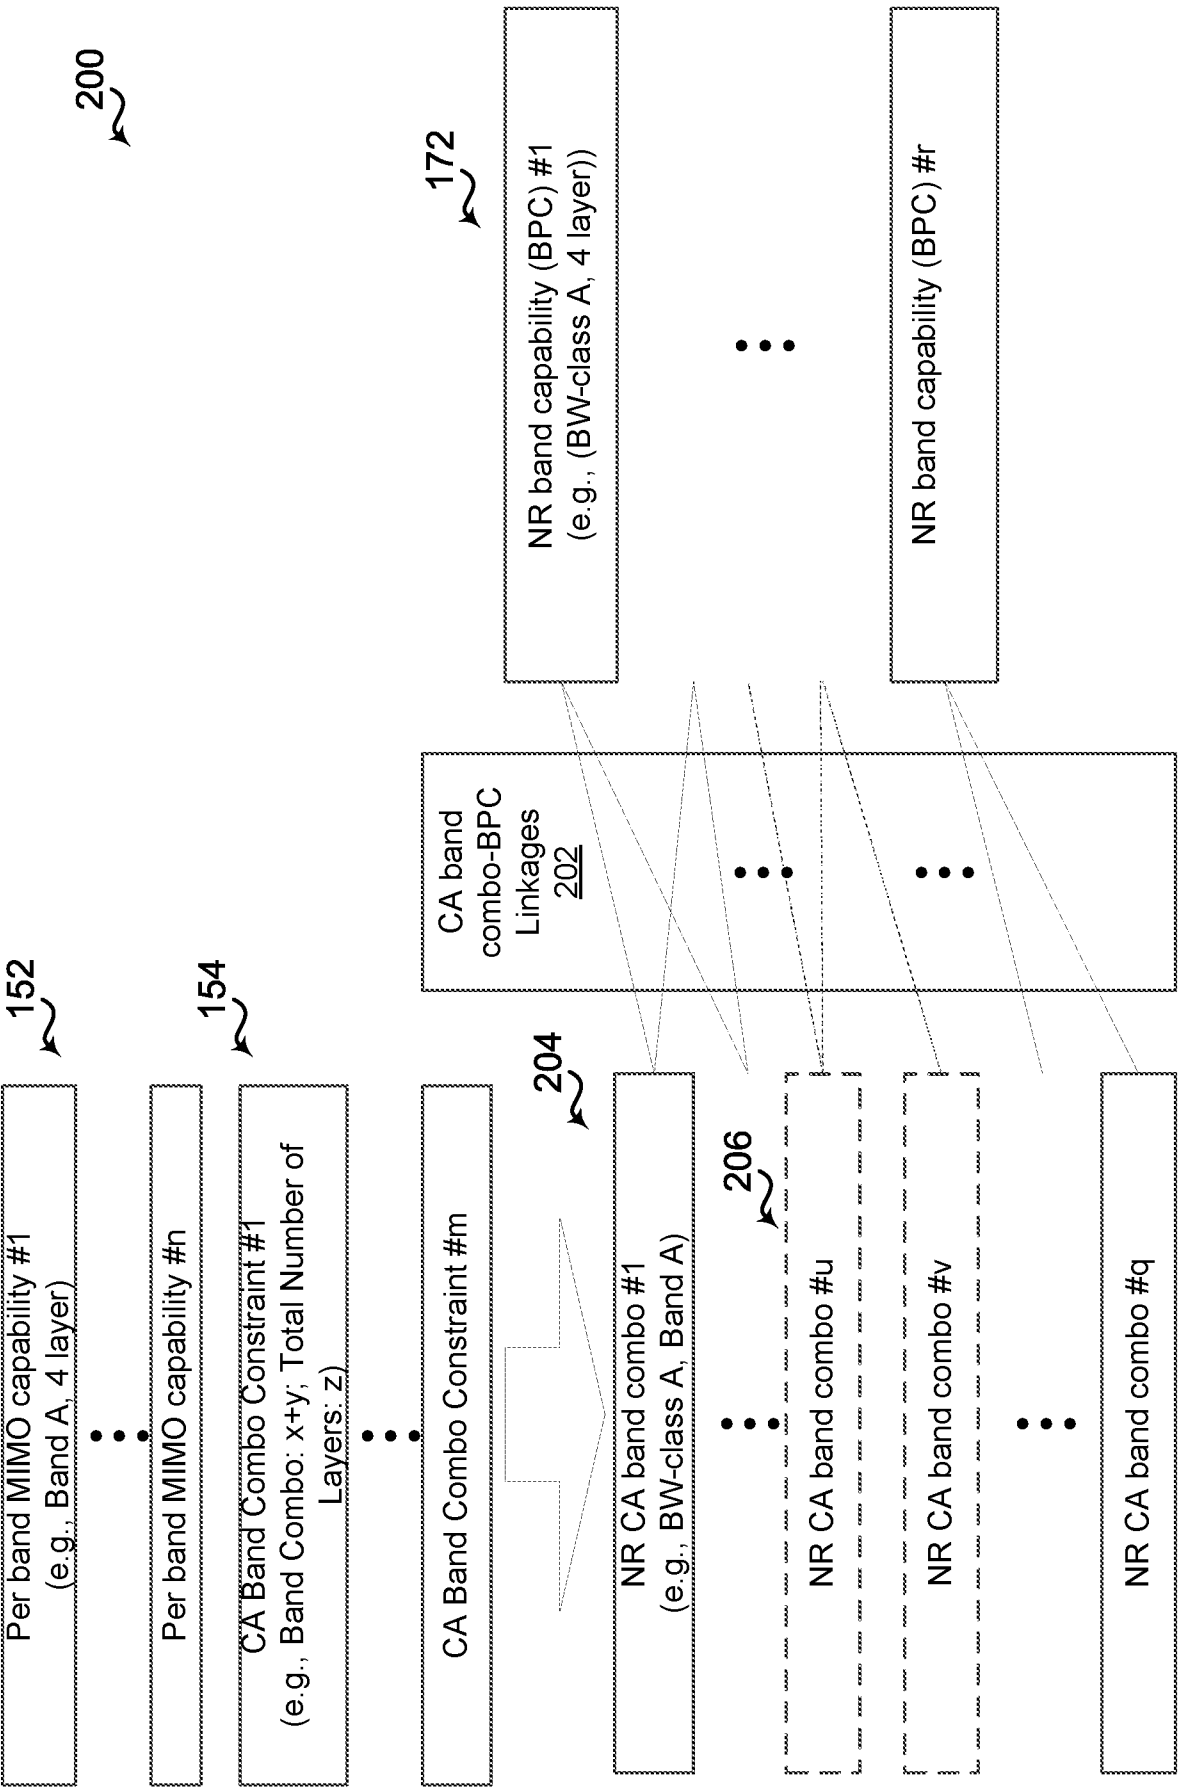 200
152
Per band MIMO capability #1
(e.g., Band A, 4 layer)
Per band MIMO capability #n
154
CA Band Combo Constraint #1
(e.g., Band Combo: x+y; Total Number of
Layers: z)
CA Band Combo Constraint #m
204
NR CA band combo #1
(e.g., BW-class A, Band A)
206
NR CA band combo #u
NR CA band combo #v
NR CA band combo #q
CA band
combo-BPC
Linkages
202
172
NR band capability (BPC) #1
(e.g., (BW-class A, 4 layer))
NR band capability (BPC) #r